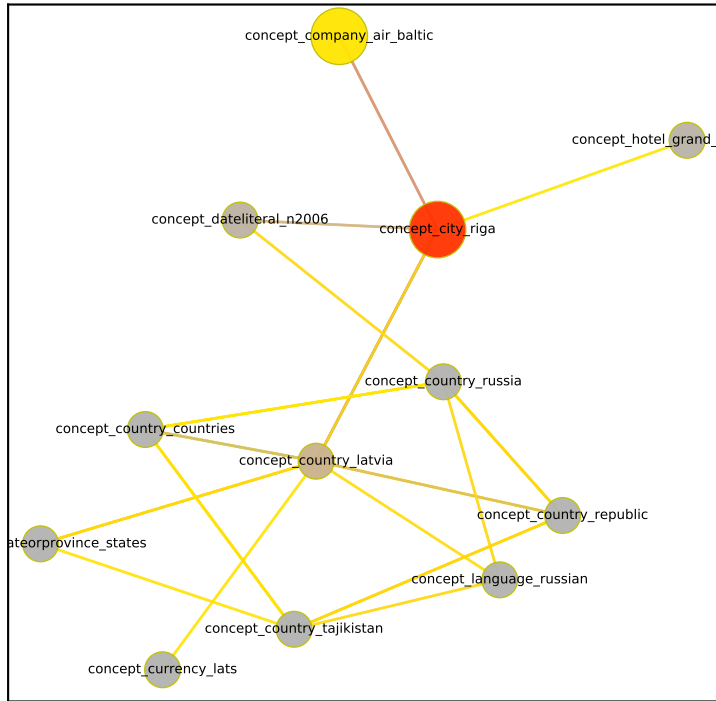 concept_company_air_baltic
concept_hotel_grand_
concept_dateliteral_n2006
concept_city_riga
concept_country_russia
concept_country_countries
concept_country_latvia
concept_country_republic
ateorprovince_states
concept_language_russian
concept_country_tajikistan
concept_currency_lats